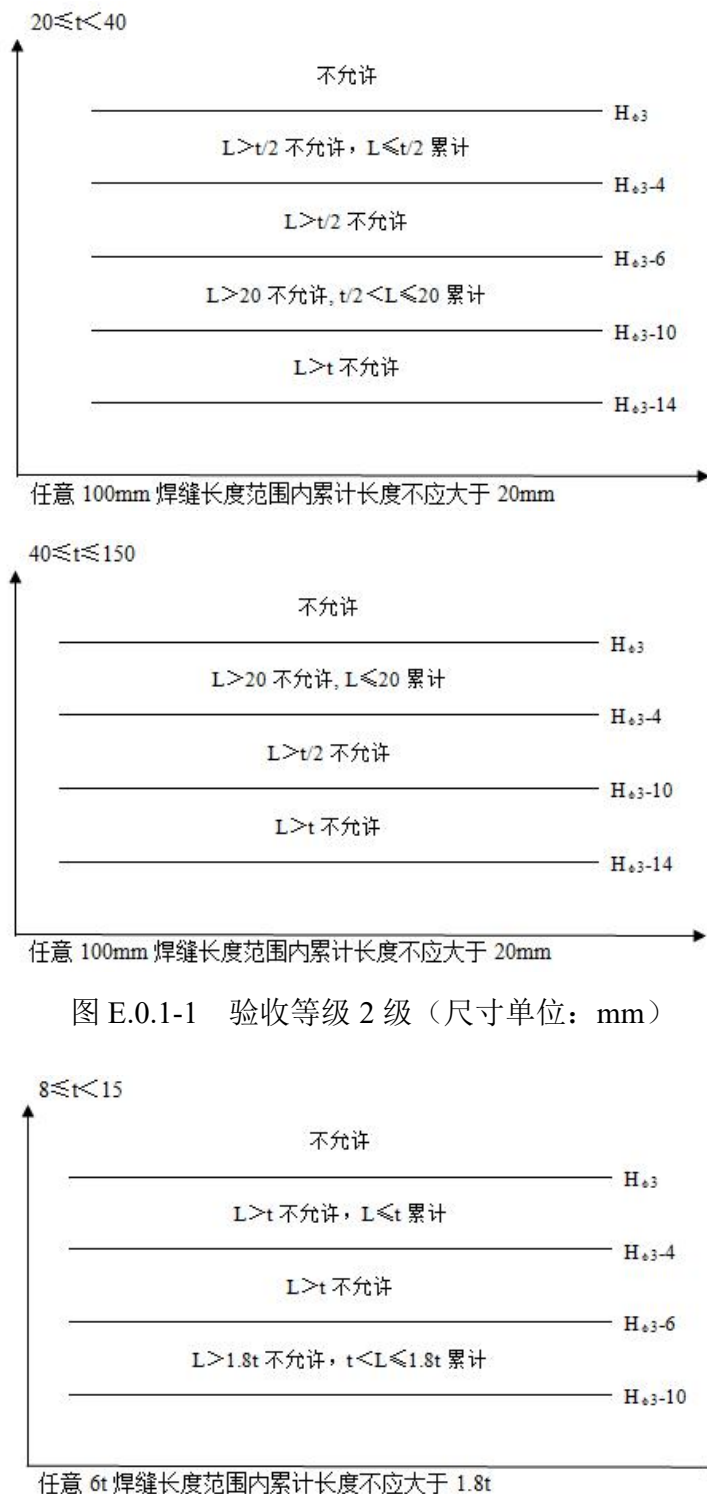 20≤t<40
不允许
Hφ3
L>t/2 不允许，L≤t/2 累计
Hφ3-4
L>t/2 不允许
Hφ3-6
L>20 不允许, t/2<L≤20 累计
Hφ3-10
L>t 不允许
Hφ3-14
任意 100mm 焊缝长度范围内累计长度不应大于 20mm
40≤t≤150
不允许
Hφ3
L>20 不允许, L≤20 累计
Hφ3-4
L>t/2 不允许
Hφ3-10
L>t 不允许
Hφ3-14
任意 100mm 焊缝长度范围内累计长度不应大于 20mm
图 E.0.1-1 验收等级 2 级（尺寸单位：mm）
8≤t<15
不允许
Hφ3
L>t 不允许，L≤t 累计
Hφ3-4
L>t 不允许
Hφ3-6
L>1.8t 不允许，t<L≤1.8t 累计
Hφ3-10
任意 6t 焊缝长度范围内累计长度不应大于 1.8t